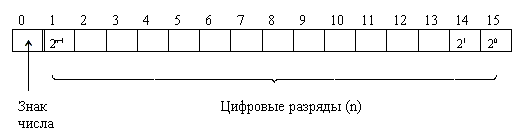 0 1 2 3 4 5 6 7 8 9 10 11 12 13 14 15
2ⁿ⁻¹ 2¹ 2⁰
Знак Цифровые разряды (n)
числа